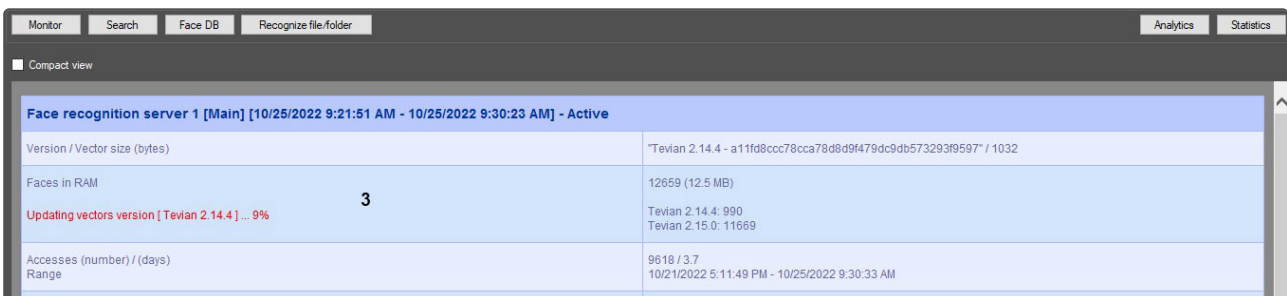 Monitor Search Face DB Recognize file/folder Analytics Statistics
Compact view
Face recognition server 1 [Main] [10/25/2022 9:21:51 AM - 10/25/2022 9:30:23 AM] - Active
Version / Vector size (bytes) "Tevian 2.14.4 - a11fd8ccc78cca78d8d9f479dc9db573293f9597" / 1032
Faces in RAM 12659 (12.5 MB)
3
Updating vectors version [ Tevian 2.14.4 ] ... 9% Tevian 2.14.4: 990
Tevian 2.15.0: 11669
Accesses (number) / (days) 9618 / 3.7
Range 10/21/2022 5:11:49 PM - 10/25/2022 9:30:33 AM